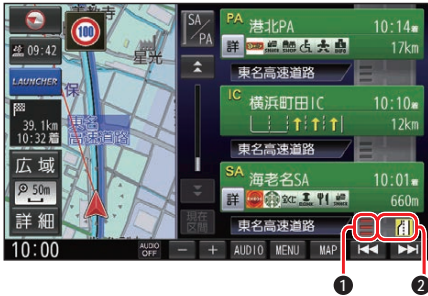 100
09:42
LAUNCHER
39.1km
10:32着
広域
50m
詳細
星光
保
東名
高速道路
SA/PA
現在
区間
PA 港北PA 10:14
詳 17km
東名高速道路
IC 横浜町田IC 10:10
12km
東名高速道路
SA 海老名SA 10:01
詳 660m
東名高速道路
10:00
AUDIO
OFF
− + AUDIO MENU MAP
1 2